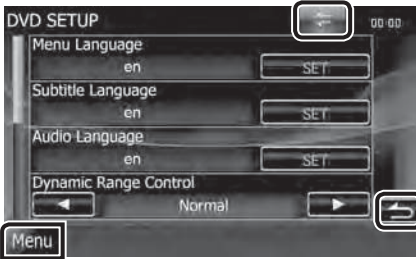 DVD SETUP
00:00
Menu Language
en
SET
Subtitle Language
en
SET
Audio Language
en
SET
Dynamic Range Control
Normal
Menu